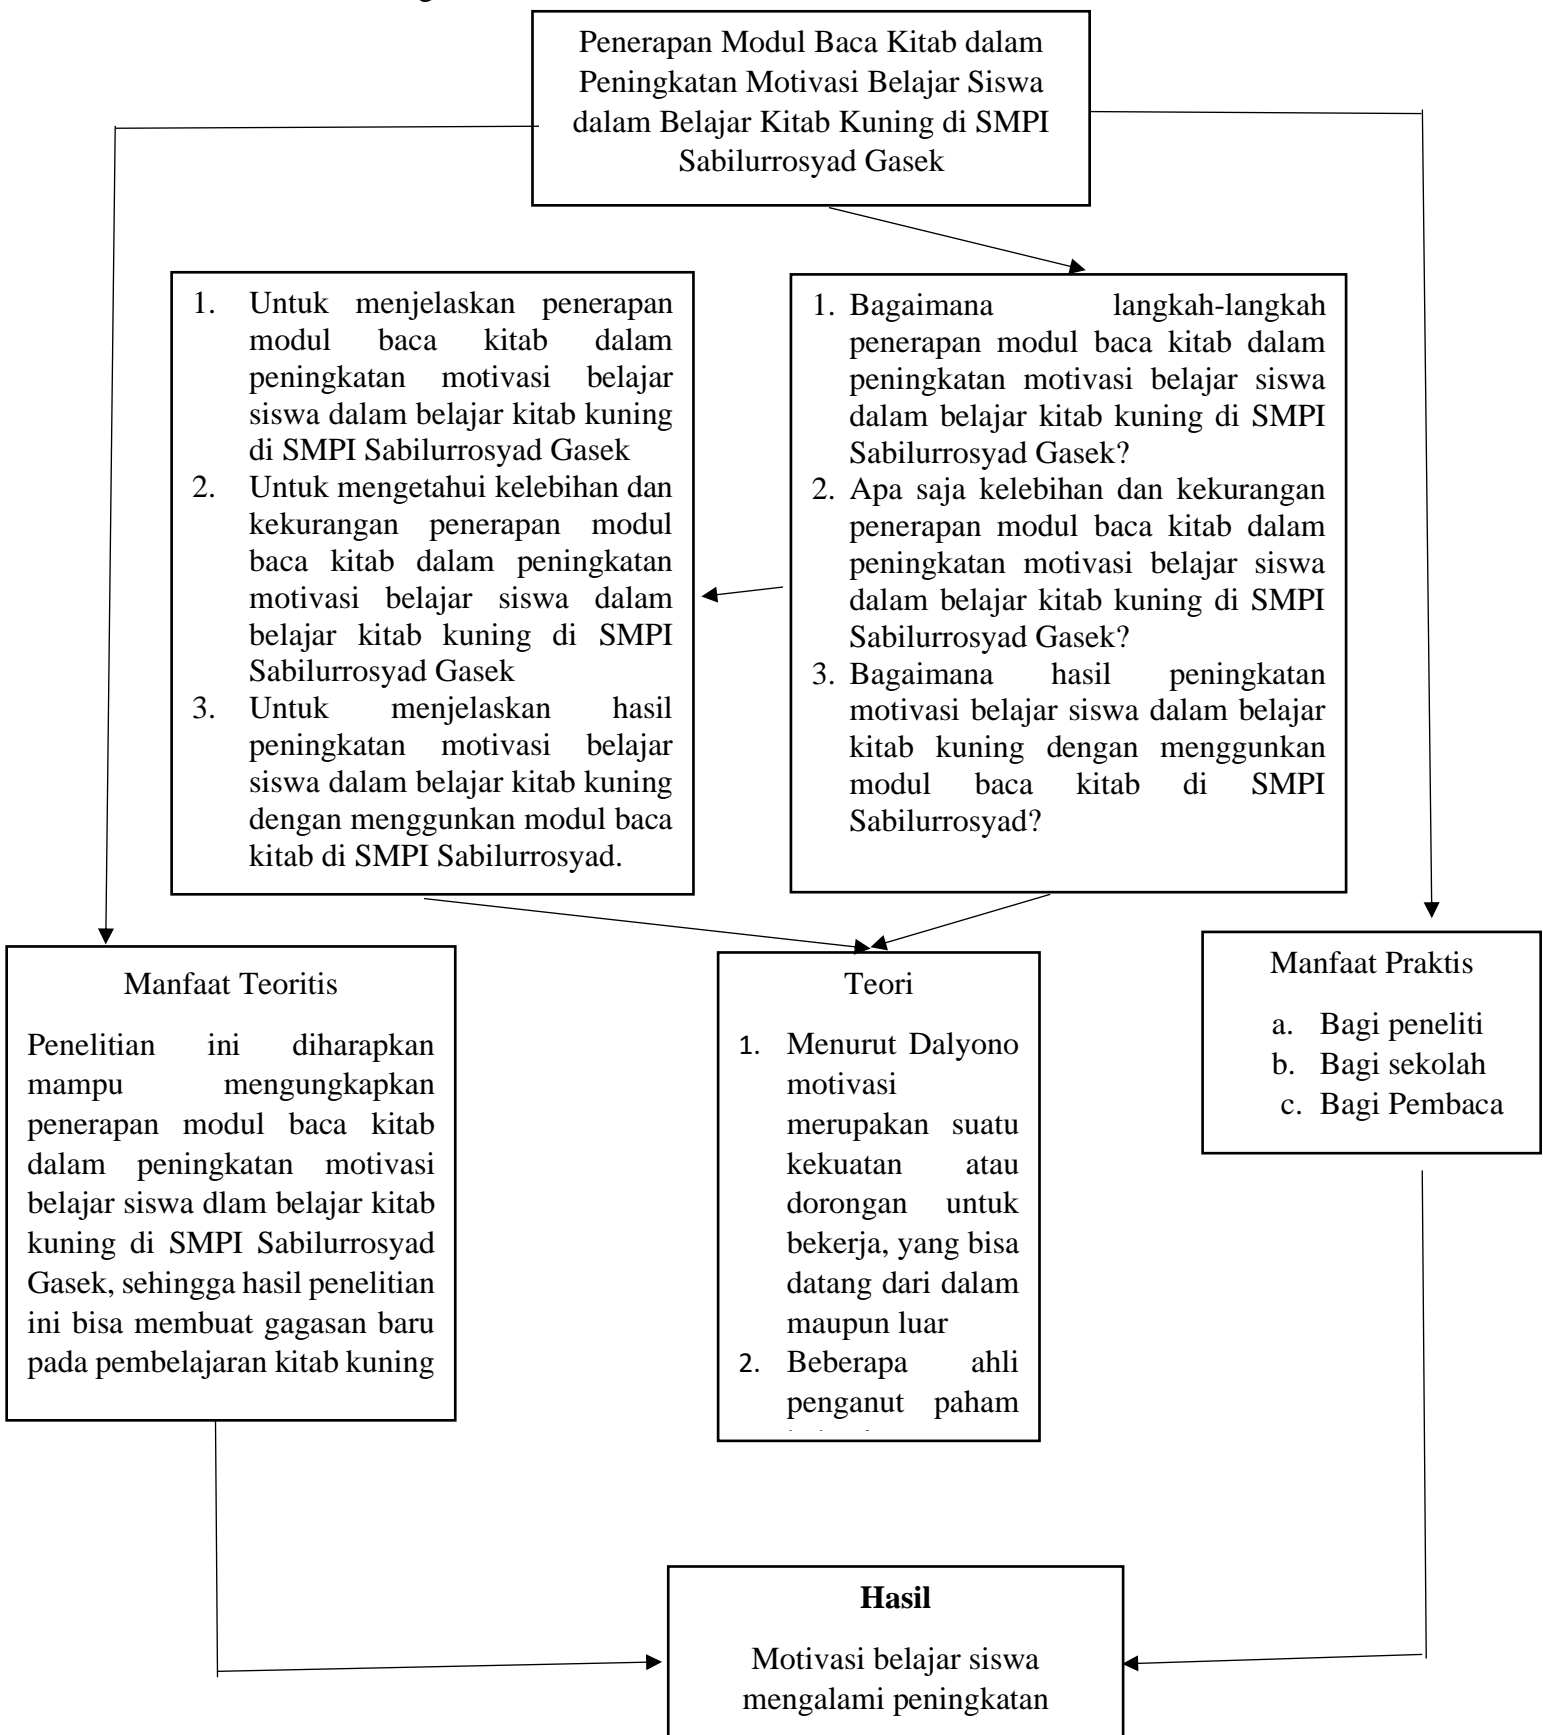 Penerapan Modul Baca Kitab dalam
Peningkatan Motivasi Belajar Siswa
dalam Belajar Kitab Kuning di SMPI
Sabilurrosyad Gasek
1. Untuk menjelaskan penerapan
modul baca kitab dalam
peningkatan motivasi belajar
siswa dalam belajar kitab kuning
di SMPI Sabilurrosyad Gasek
2. Untuk mengetahui kelebihan dan
kekurangan penerapan modul
baca kitab dalam peningkatan
motivasi belajar siswa dalam
belajar kitab kuning di SMPI
Sabilurrosyad Gasek
3. Untuk menjelaskan hasil
peningkatan motivasi belajar
siswa dalam belajar kitab kuning
dengan menggunkan modul baca
kitab di SMPI Sabilurrosyad.
1. Bagaimana langkah-langkah
penerapan modul baca kitab dalam
peningkatan motivasi belajar siswa
dalam belajar kitab kuning di SMPI
Sabilurrosyad Gasek?
2. Apa saja kelebihan dan kekurangan
penerapan modul baca kitab dalam
peningkatan motivasi belajar siswa
dalam belajar kitab kuning di SMPI
Sabilurrosyad Gasek?
3. Bagaimana hasil peningkatan
motivasi belajar siswa dalam belajar
kitab kuning dengan menggunkan
modul baca kitab di SMPI
Sabilurrosyad?
Manfaat Teoritis
Penelitian ini diharapkan
mampu mengungkapkan
penerapan modul baca kitab
dalam peningkatan motivasi
belajar siswa dlam belajar kitab
kuning di SMPI Sabilurrosyad
Gasek, sehingga hasil penelitian
ini bisa membuat gagasan baru
pada pembelajaran kitab kuning
Teori
1. Menurut Dalyono
motivasi
merupakan suatu
kekuatan atau
dorongan untuk
bekerja, yang bisa
datang dari dalam
maupun luar
2. Beberapa ahli
penganut paham
Manfaat Praktis
a. Bagi peneliti
b. Bagi sekolah
c. Bagi Pembaca
Hasil
Motivasi belajar siswa
mengalami peningkatan